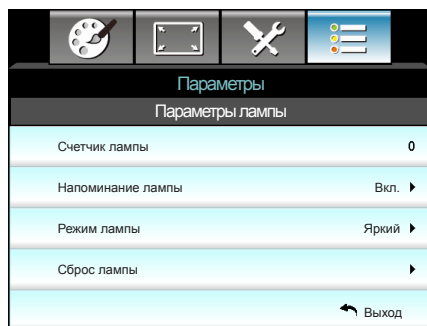 Параметры
Параметры лампы
Счетчик лампы 0
Напоминание лампы Вкл.
Режим лампы Яркий
Сброс лампы
Выход